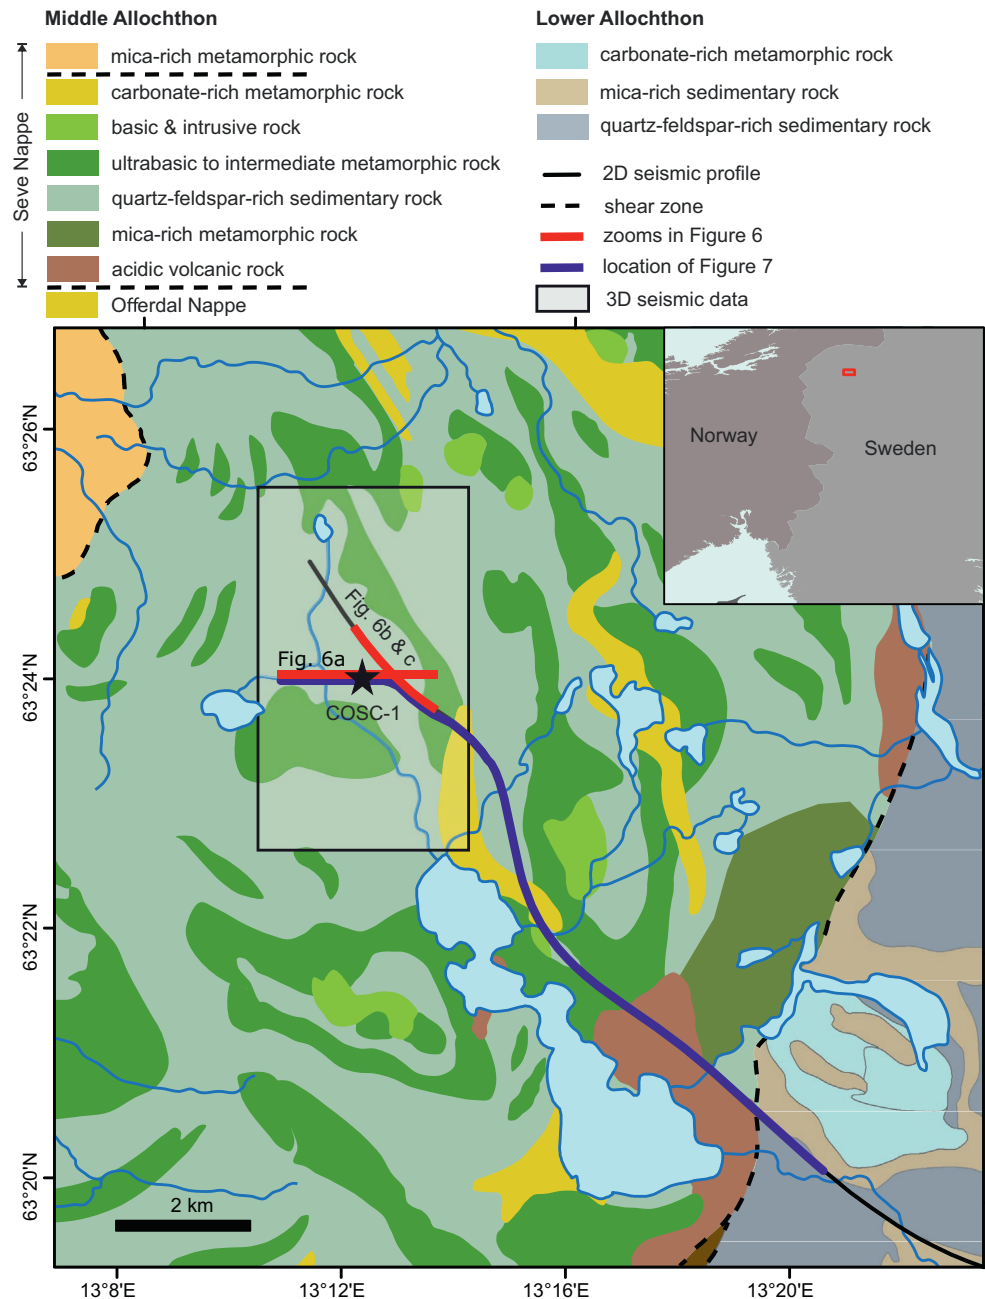 Middle Allochthon
mica-rich metamorphic rock
carbonate-rich metamorphic rock
basic & intrusive rock
ultrabasic to intermediate metamorphic rock
quartz-feldspar-rich sedimentary rock
mica-rich metamorphic rock
acidic volcanic rock
Offerdal Nappe
Seve Nappe
Lower Allochthon
carbonate-rich metamorphic rock
mica-rich sedimentary rock
quartz-feldspar-rich sedimentary rock
2D seismic profile
shear zone
zooms in Figure 6
location of Figure 7
3D seismic data
Norway
Sweden
63°26'N
63°24'N
63°22'N
63°20'N
Fig. 6b & c
Fig. 6a
COSC-1
2 km
13°8'E
13°12'E
13°16'E
13°20'E